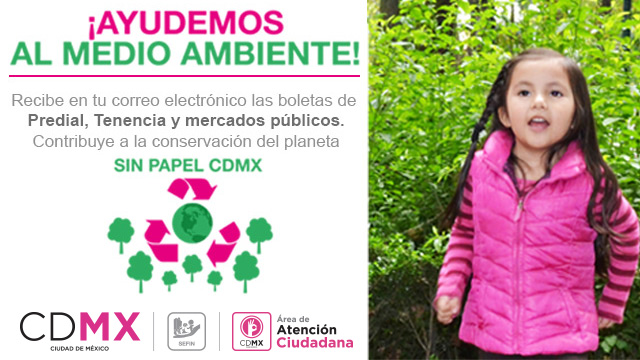 ¡AYUDEMOS
AL MEDIO AMBIENTE!
Recibe en tu correo electrónico las boletas de
Predial, Tenencia y mercados públicos.
Contribuye a la conservación del planeta
SIN PAPEL CDMX
CDMX
CIUDAD DE MÉXICO
SEFIN
CDMX
Área de
Atención
Ciudadana